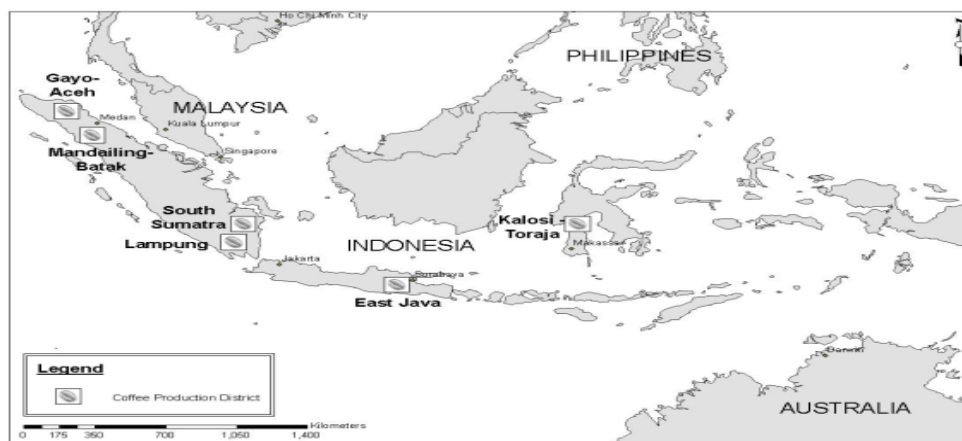 Ho Chi Minh City
PHILIPPINES
Gayo-
Aceh
MALAYSIA
Medan
Kuala Lumpur
Mandailing-
Batak
Singapore
South
Sumatra
Lampung
Kalosi -
Toraja
INDONESIA
Makassar
Jakarta
Surabaya
East Java
Darwin
Legend
Coffee Production District
AUSTRALIA
Kilometers
0 175 350 700 1,050 1,400